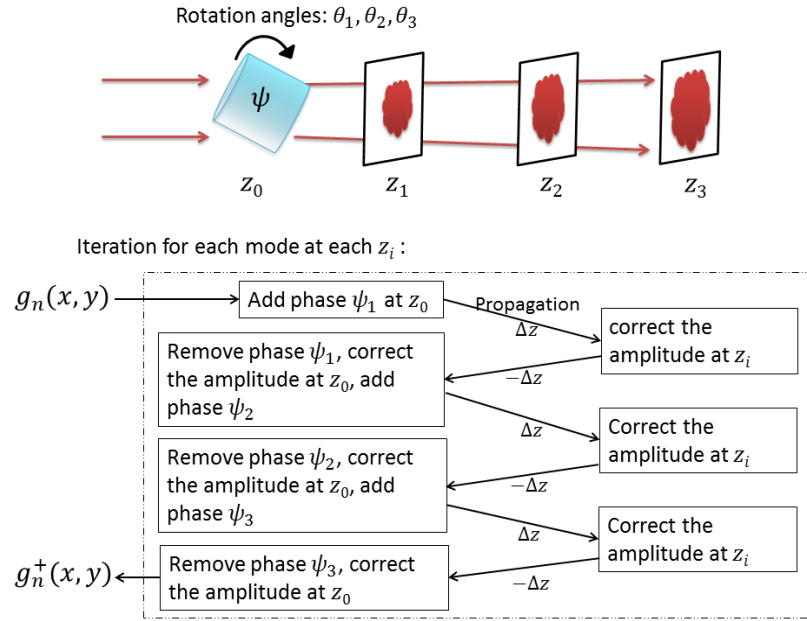 Rotation angles: θ₁, θ₂, θ₃
ψ
z₀
z₁
z₂
z₃
Iteration for each mode at each zᵢ :
gₙ(x, y)
Add phase ψ₁ at z₀
Propagation
Δz
correct the
amplitude at zᵢ
−Δz
Remove phase ψ₁, correct
the amplitude at z₀, add
phase ψ₂
Δz
Correct the
amplitude at zᵢ
−Δz
Remove phase ψ₂, correct
the amplitude at z₀, add
phase ψ₃
Δz
Correct the
amplitude at zᵢ
−Δz
Remove phase ψ₃, correct
the amplitude at z₀
gₙ⁺(x, y)